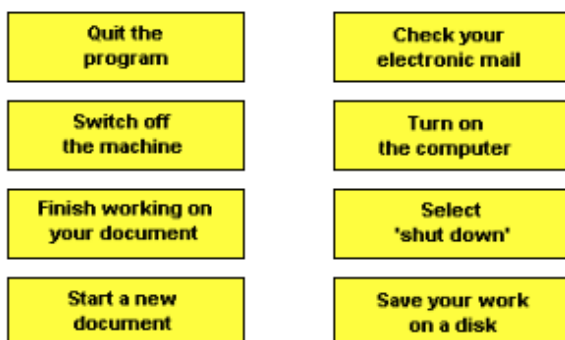 Quit the
program
Check your
electronic mail
Switch off
the machine
Turn on
the computer
Finish working on
your document
Select
'shut down'
Start a new
document
Save your work
on a disk